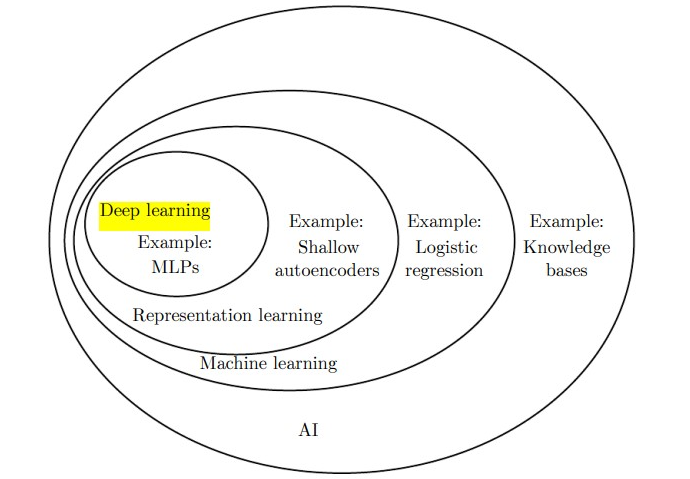 Deep learning
Example:
MLPs
Example:
Shallow
autoencoders
Example:
Logistic
regression
Example:
Knowledge
bases
Representation learning
Machine learning
AI